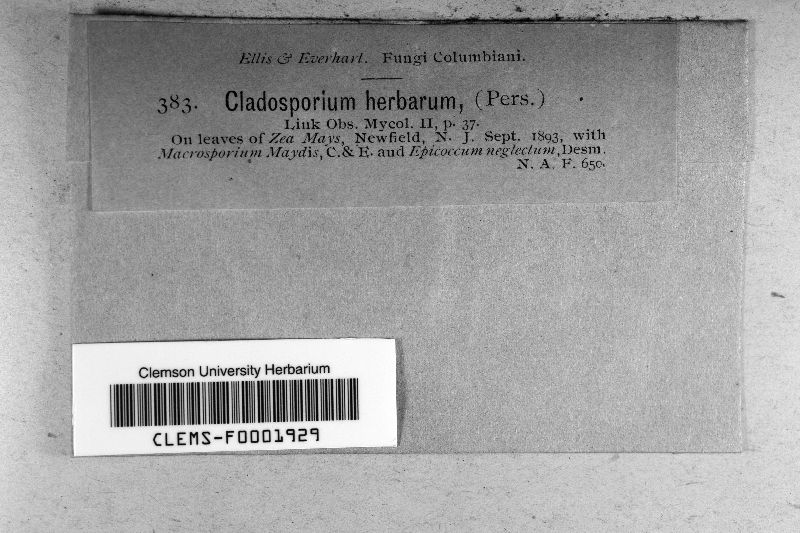 Ellis & Everhart. Fungi Columbiani.
383. Cladosporium herbarum, (Pers.)
Link Obs. Mycol. II, p. 37.
On leaves of Zea Mays, Newfield, N. J. Sept. 1893, with
Macrosporium Maydis, C. & E. and Epicoccum neglectum, Desm.
N. A. F. 650.
Clemson University Herbarium
CLEMS-F0001929